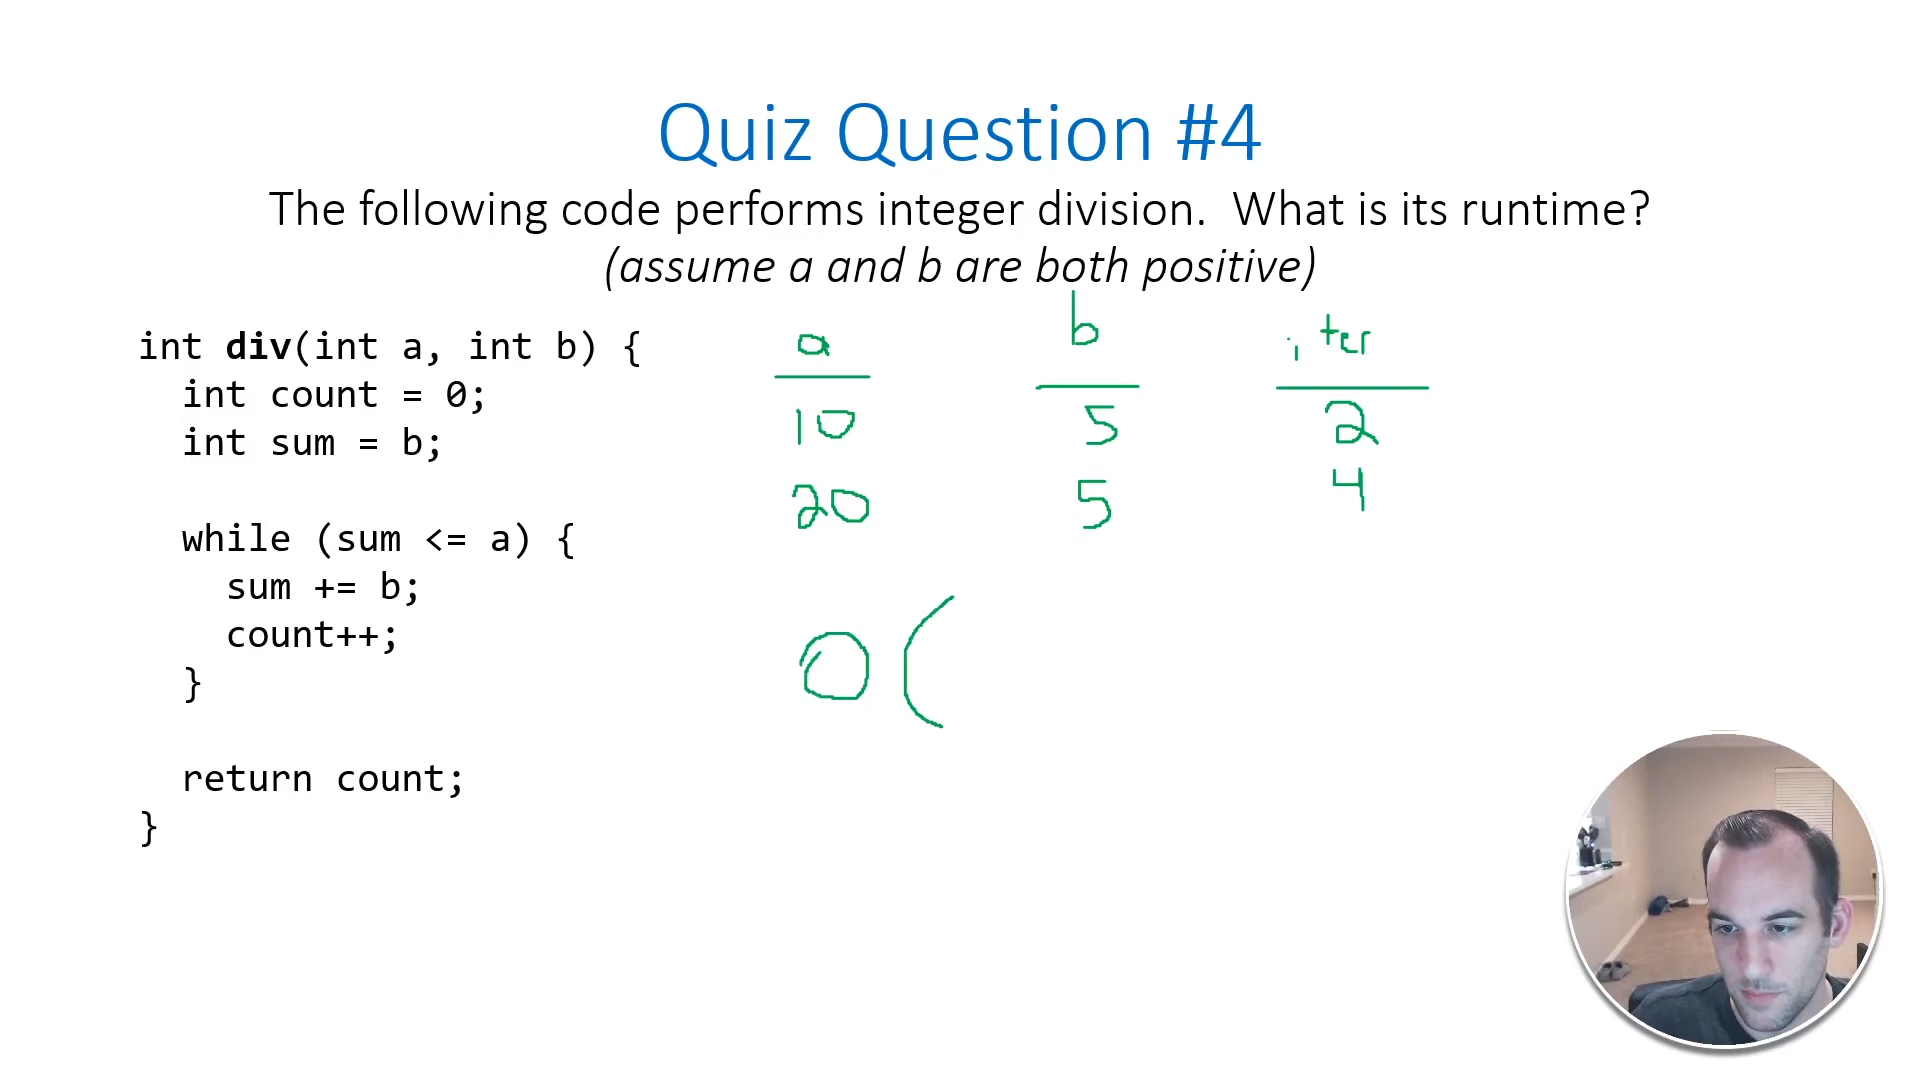 Quiz Question #4
The following code performs integer division. What is its runtime?
(assume a and b are both positive)
int div(int a, int b) {
int count = 0;
int sum = b;
while (sum <= a) {
sum += b;
count++;
}
return count;
}
a b iter
10 5 2
20 5 4
O (